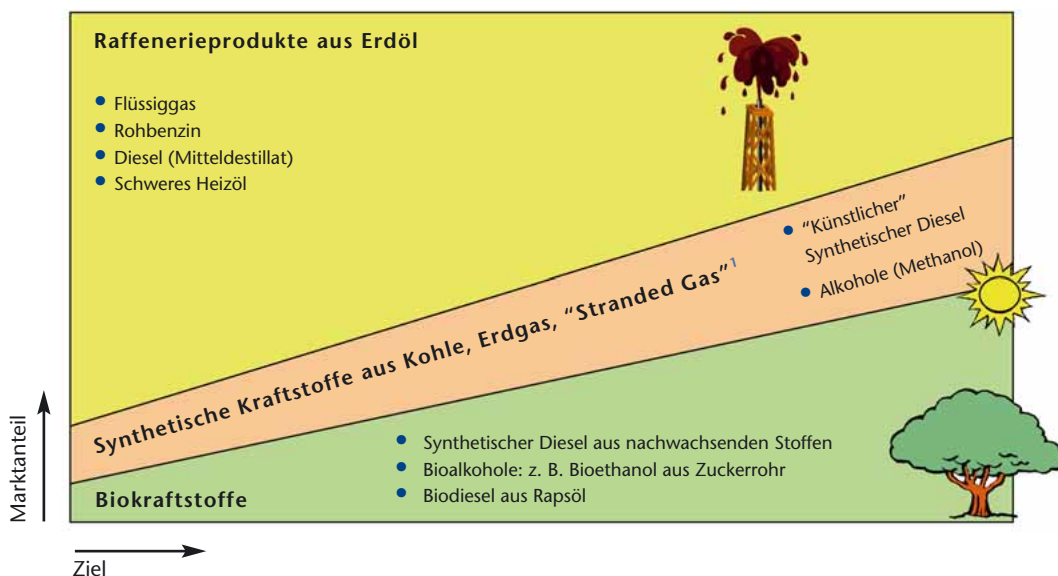 Raffenerieprodukte aus Erdöl
• Flüssiggas
• Rohbenzin
• Diesel (Mitteldestillat)
• Schweres Heizöl
• “Künstlicher”
Synthetischer Diesel
• Alkohole (Methanol)
Synthetische Kraftstoffe aus Kohle, Erdgas, “Stranded Gas”¹
• Synthetischer Diesel aus nachwachsenden Stoffen
• Bioalkohole: z. B. Bioethanol aus Zuckerrohr
• Biodiesel aus Rapsöl
Biokraftstoffe
Marktanteil
Ziel